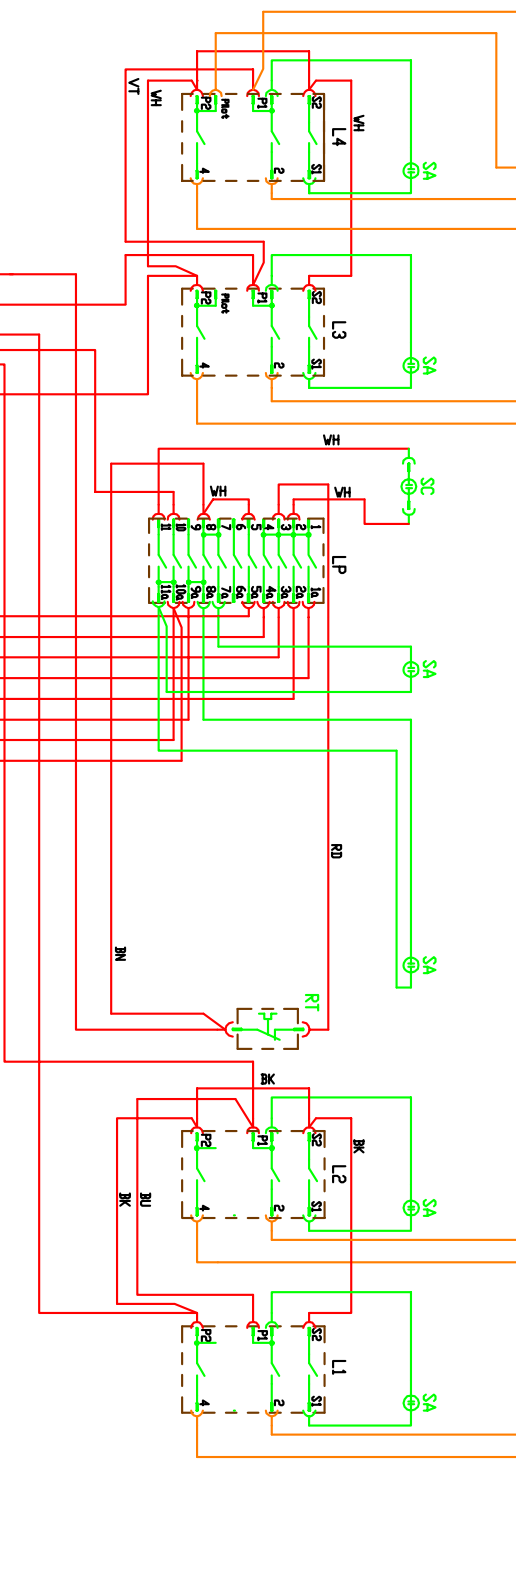 VT
WH
WH
P2
Pilot
P1
S2
L4
4
2
S1
SA
P2
Pilot
P1
S2
L3
4
2
S1
SA
WH
SC
WH
WH
11
10
9
8
7
6
5
4
3
2
1
LP
11a
10a
9a
8a
7a
6a
5a
4a
3a
2a
1a
SA
RD
BN
SA
RT
BK
P2
P1
S2
BK
L2
BK
BU
4
2
S1
SA
P2
P1
S2
L1
4
2
S1
SA